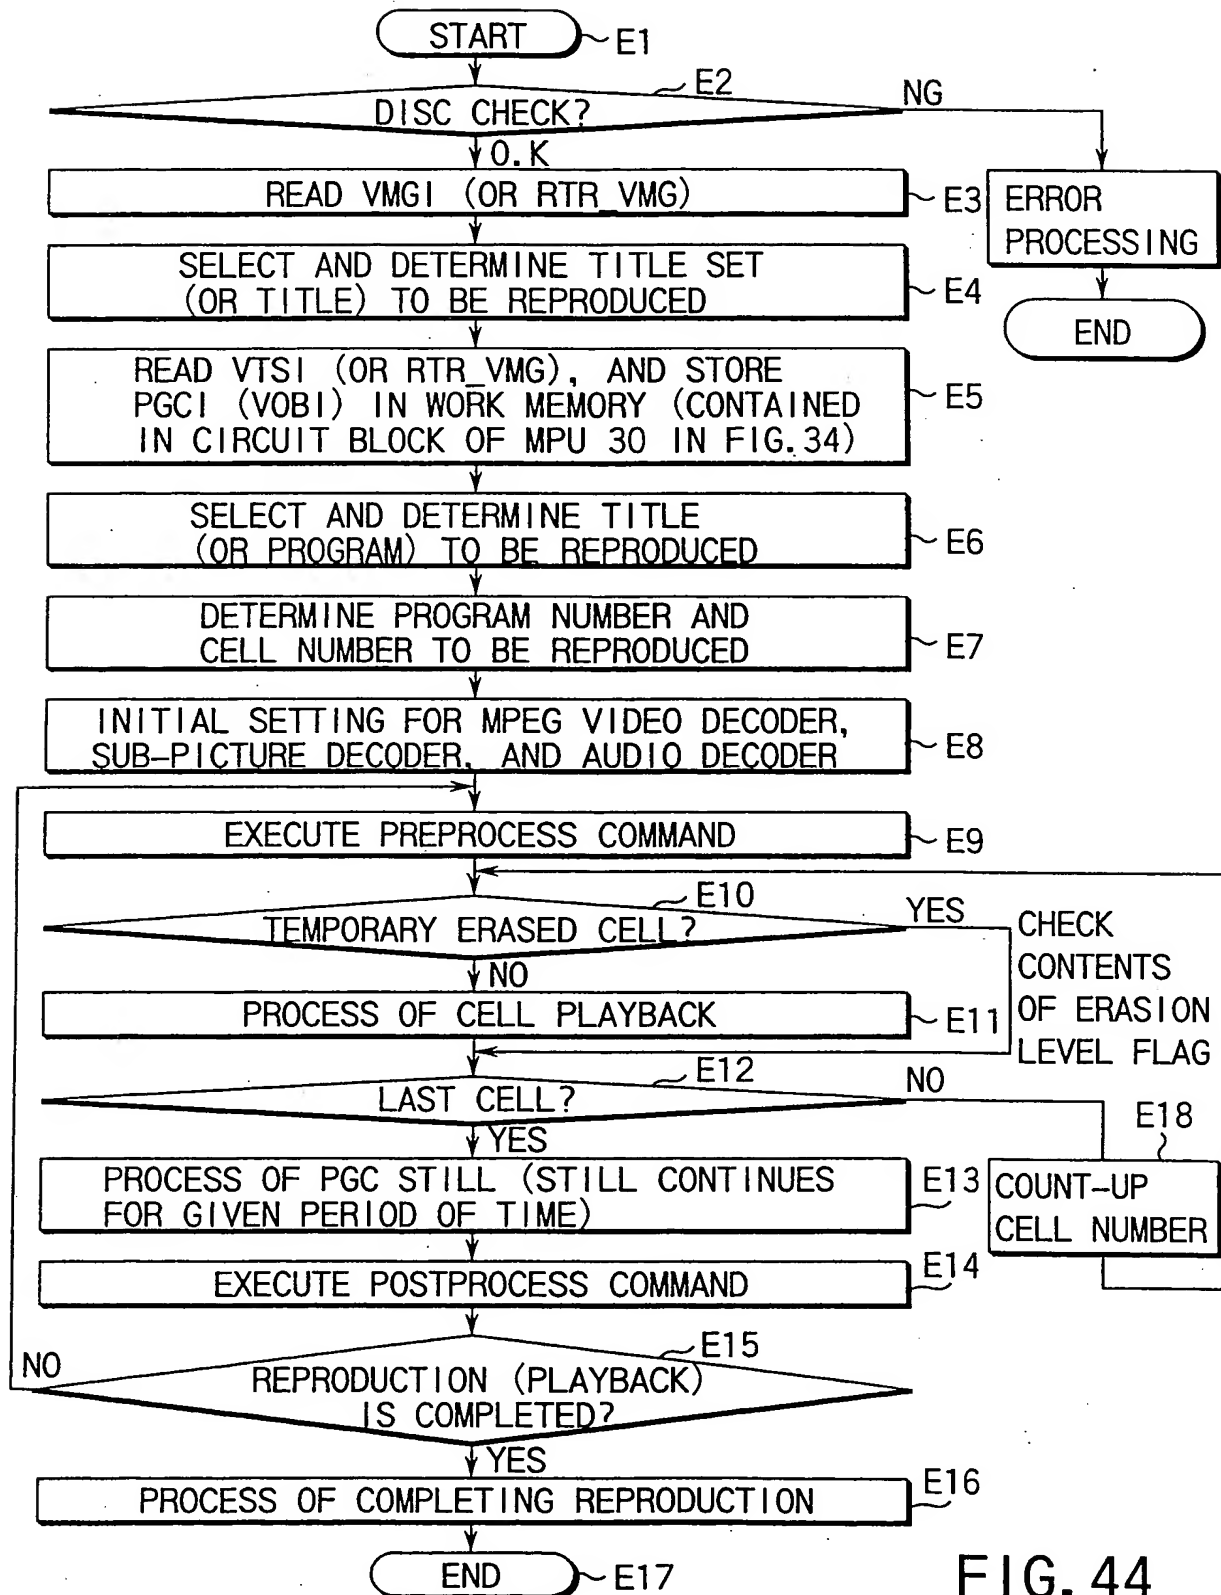 START
E1
E2
DISC CHECK?
NG
O.K
READ VMGI (OR RTR_VMG)
E3
ERROR
PROCESSING
END
SELECT AND DETERMINE TITLE SET
(OR TITLE) TO BE REPRODUCED
E4
READ VTSI (OR RTR_VMG), AND STORE
PGCI (VOBI) IN WORK MEMORY (CONTAINED
IN CIRCUIT BLOCK OF MPU 30 IN FIG.34)
E5
SELECT AND DETERMINE TITLE
(OR PROGRAM) TO BE REPRODUCED
E6
DETERMINE PROGRAM NUMBER AND
CELL NUMBER TO BE REPRODUCED
E7
INITIAL SETTING FOR MPEG VIDEO DECODER,
SUB-PICTURE DECODER, AND AUDIO DECODER
E8
EXECUTE PREPROCESS COMMAND
E9
E10
TEMPORARY ERASED CELL?
YES
NO
CHECK
CONTENTS
OF ERASION
LEVEL FLAG
PROCESS OF CELL PLAYBACK
E11
E12
LAST CELL?
NO
YES
E18
COUNT-UP
CELL NUMBER
PROCESS OF PGC STILL (STILL CONTINUES
FOR GIVEN PERIOD OF TIME)
E13
EXECUTE POSTPROCESS COMMAND
E14
E15
NO
REPRODUCTION (PLAYBACK)
IS COMPLETED?
YES
PROCESS OF COMPLETING REPRODUCTION
E16
END
E17
FIG. 44